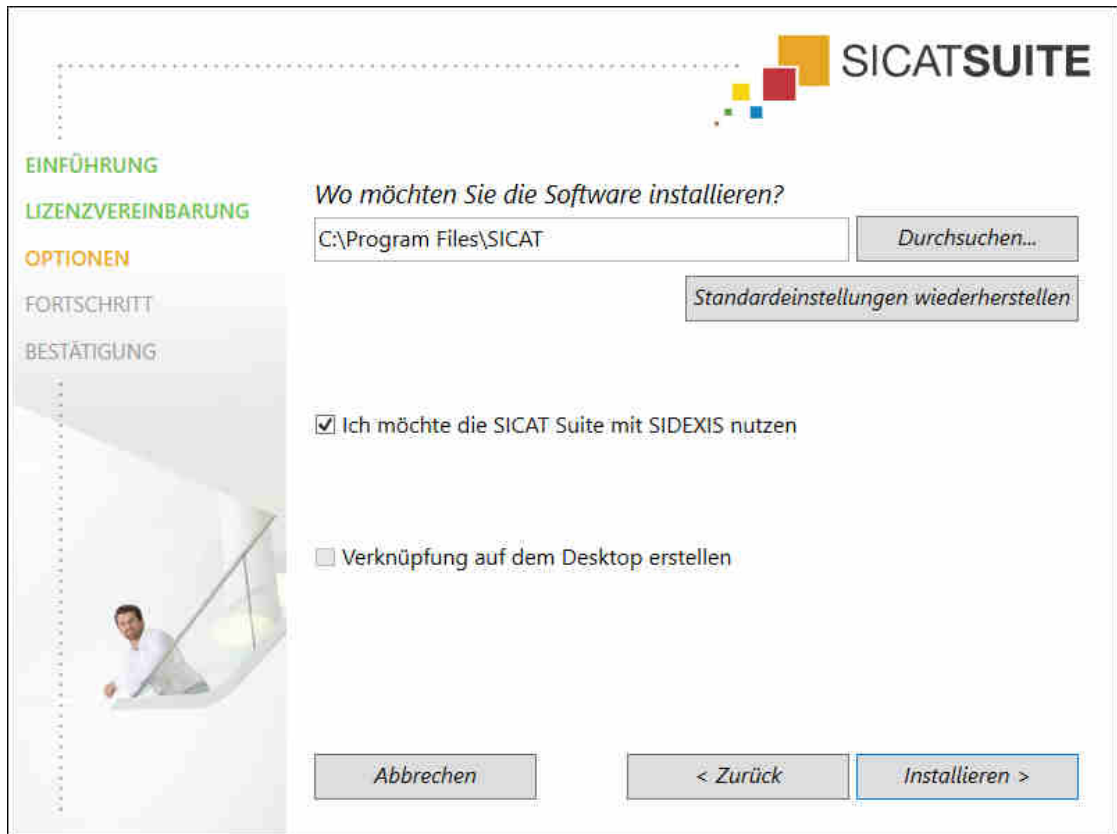 SICATSUITE
EINFÜHRUNG
LIZENZVEREINBARUNG
OPTIONEN
FORTSCHRITT
BESTÄTIGUNG
Wo möchten Sie die Software installieren?
C:\Program Files\SICAT
Durchsuchen...
Standardeinstellungen wiederherstellen
Ich möchte die SICAT Suite mit SIDEXIS nutzen
Verknüpfung auf dem Desktop erstellen
Abbrechen
< Zurück
Installieren >